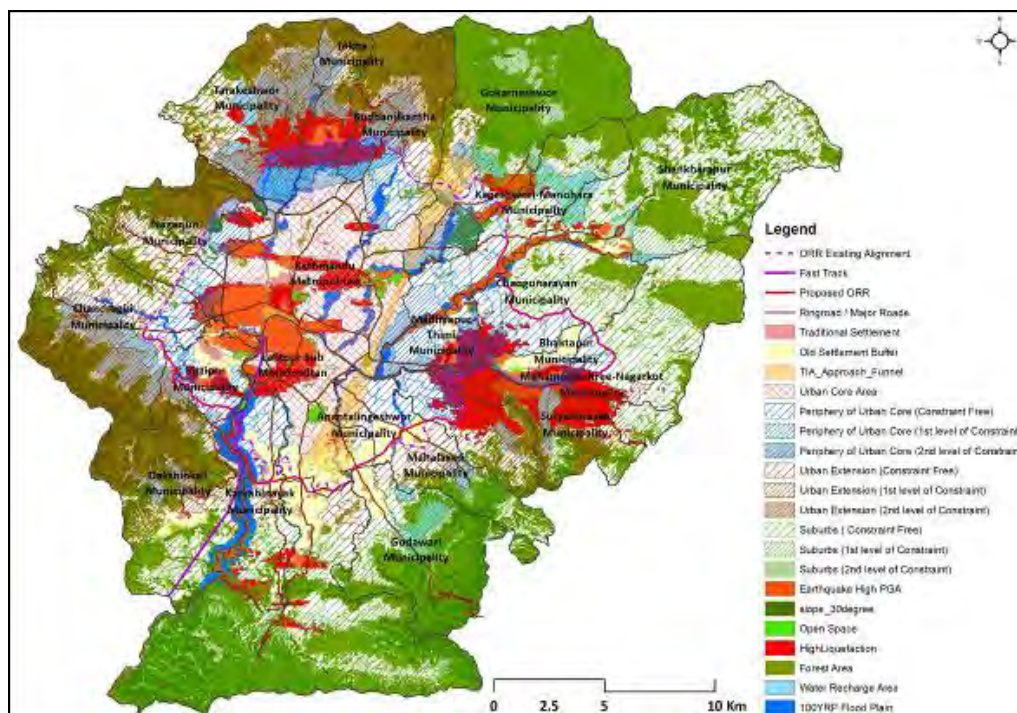 Tokha
Municipality
Tarakeshwor
Municipality
Gokarneshwor
Municipality
Budhanilkantha
Municipality
Shankharapur
Municipality
Kageshwori-Manohara
Municipality
Nagarjun
Municipality
Kathmandu
Metropolitan
Changunarayan
Municipality
Chandragiri
Municipality
Madhyapur
Thimi
Municipality
Bhaktapur
Municipality
Lalitpur Sub
Metropolitan
Kirtipur
Municipality
Municipality
Anantalingeshwor
Municipality
Suryabinayak
Municipality
Mahalaxmi
Municipality
Dakshinkali
Municipality
Karyabinayak
Municipality
Godawari
Municipality
Legend
ORR Existing Alignment
Fast Track
Proposed ORR
Ringroad / Major Roads
Traditional Settlement
Old Settlement Buffer
TIA_Approach_Funnel
Urban Core Area
Periphery of Urban Core (Constraint Free)
Periphery of Urban Core (1st level of Constraint
Periphery of Urban Core (2nd level of Constrain
Urban Extension (Constraint Free)
Urban Extension (1st level of Constraint)
Urban Extension (2nd level of Constraint)
Suburbs ( Constraint Free)
Suburbs (1st level of Constraint)
Suburbs (2nd level of Constraint)
Earthquake High PGA
slope_30degree
Open Space
HighLiquefaction
Forest Area
Water Recharge Area
100YRP Flood Plain
0 2.5 5 10 Km